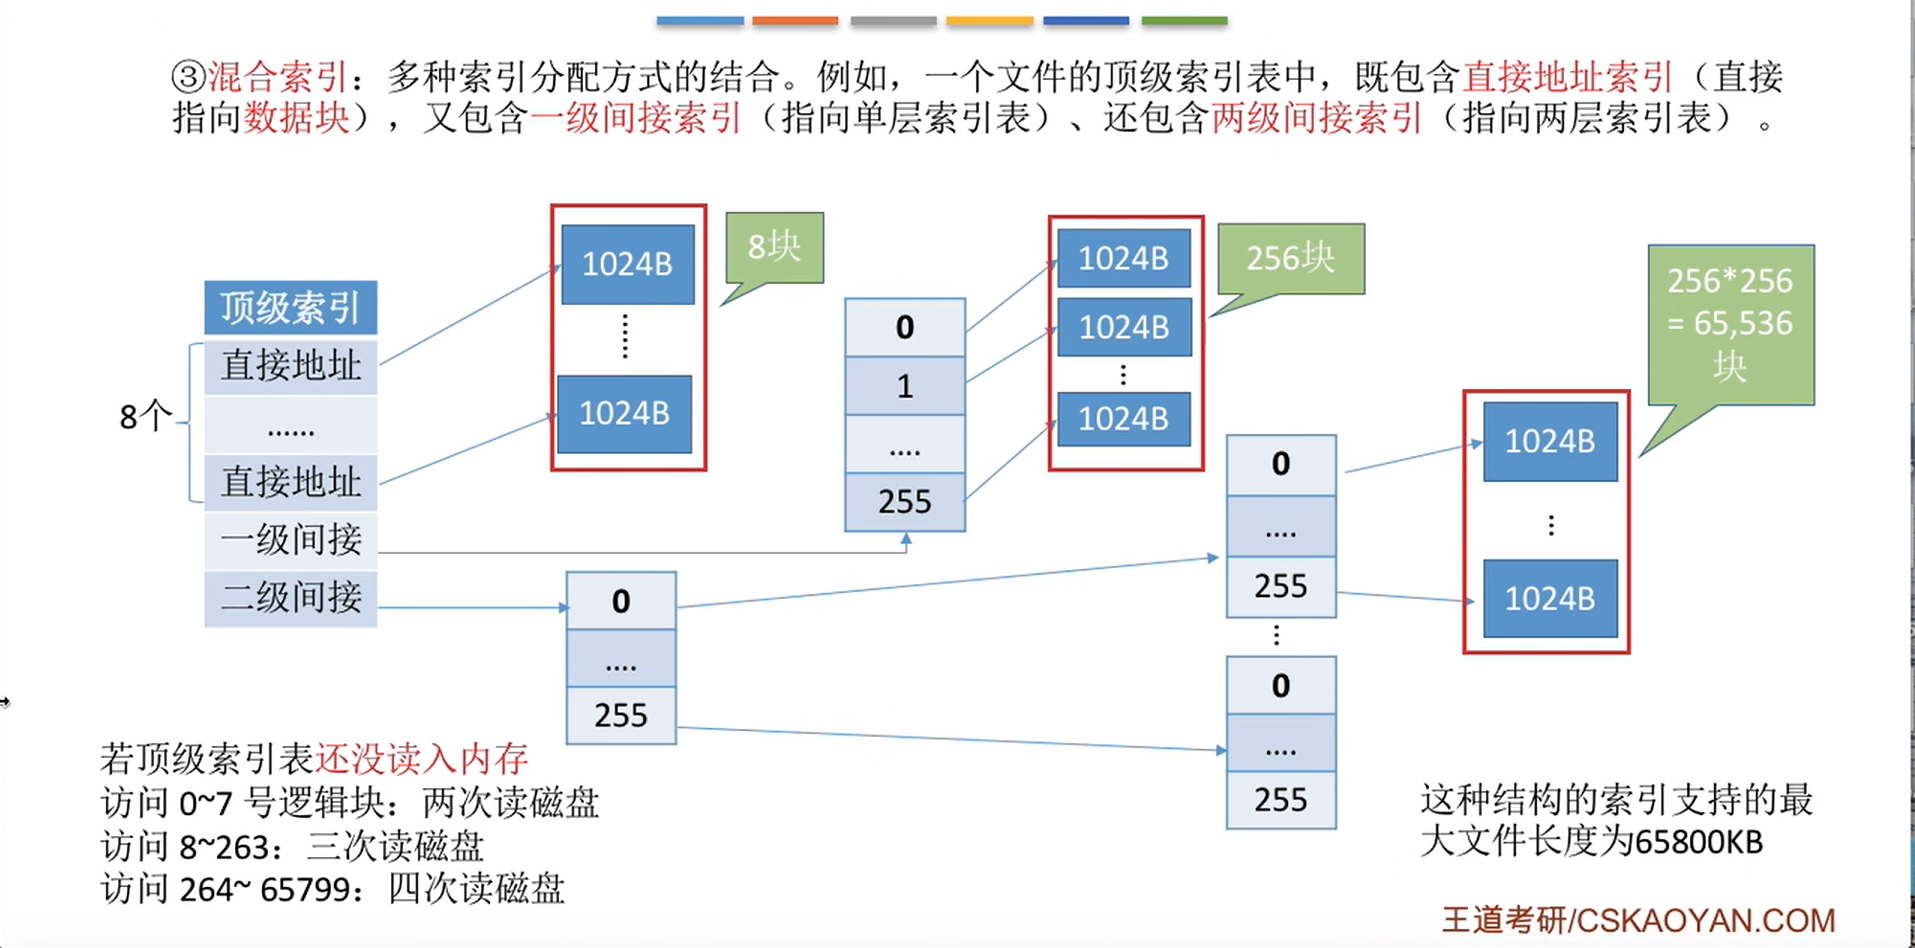 ③混合索引：多种索引分配方式的结合。例如，一个文件的顶级索引表中，既包含直接地址索引（直接
指向数据块），又包含一级间接索引（指向单层索引表）、还包含两级间接索引（指向两层索引表）。
顶级索引
直接地址
......
直接地址
一级间接
二级间接
8个
1024B
1024B
8块
0
1
....
255
1024B
1024B
1024B
256块
0
....
255
0
....
255
0
....
255
1024B
1024B
256*256
= 65,536
块
若顶级索引表还没读入内存
访问 0~7 号逻辑块：两次读磁盘
访问 8~263：三次读磁盘
访问 264~ 65799：四次读磁盘
这种结构的索引支持的最
大文件长度为65800KB
王道考研/CSKAOYAN.COM